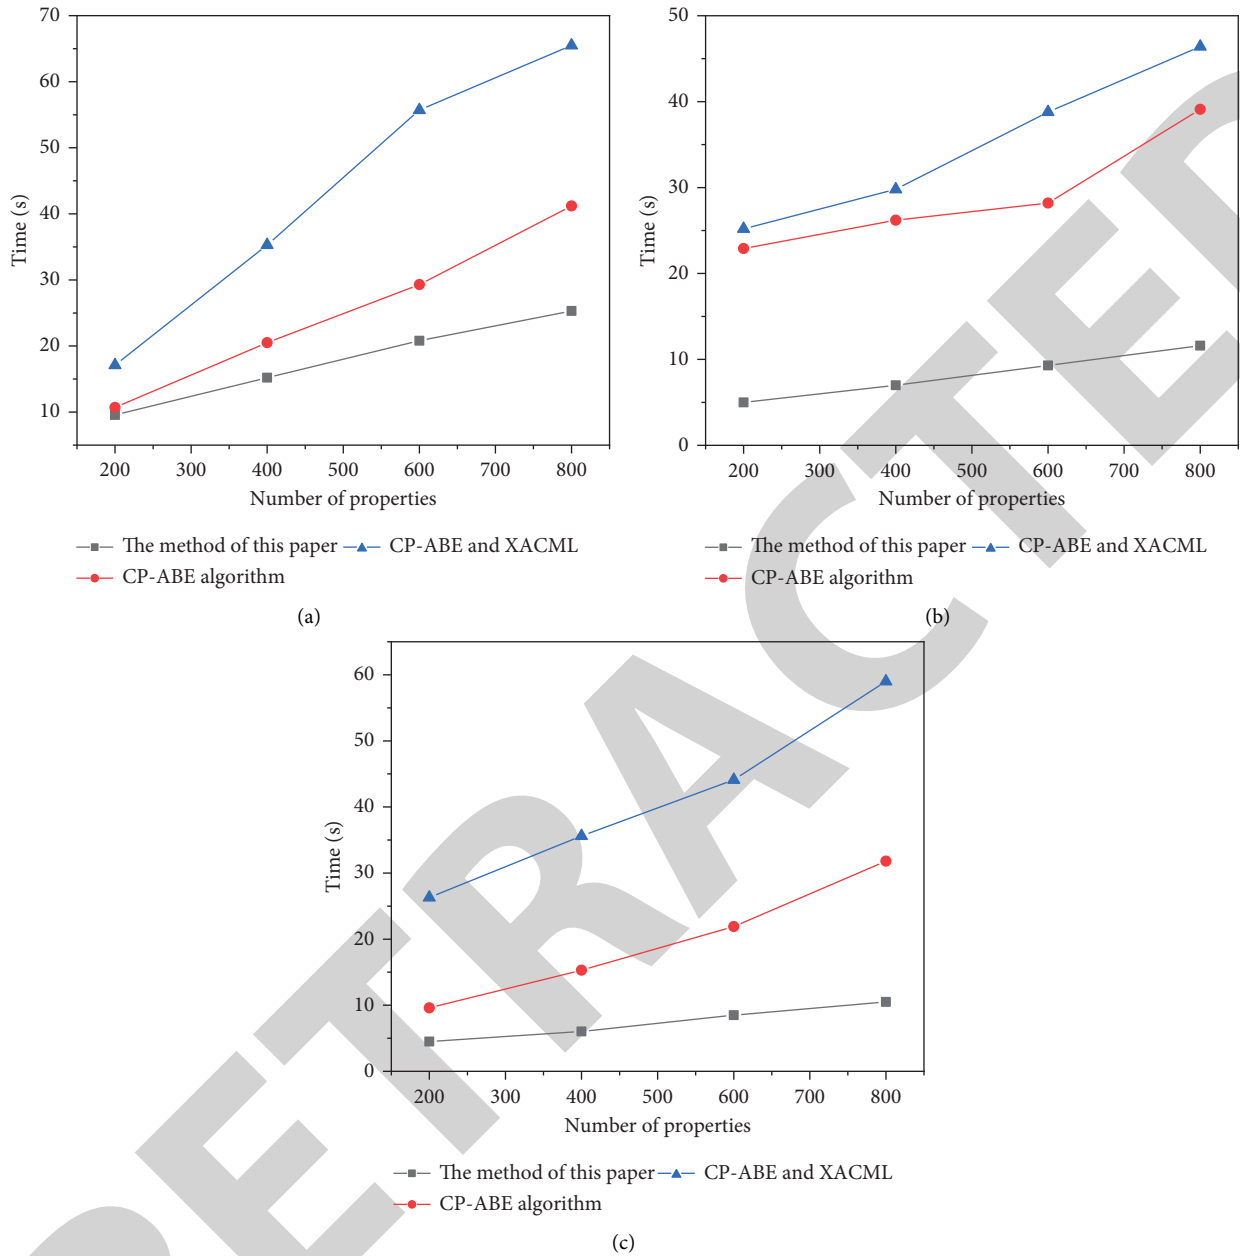 70
60
50
40
30
20
10
Time (s)
200 300 400 500 600 700 800
Number of properties
The method of this paper CP-ABE and XACML
CP-ABE algorithm
(a)
50
40
30
20
10
0
Time (s)
200 300 400 500 600 700 800
Number of properties
The method of this paper CP-ABE and XACML
CP-ABE algorithm
(b)
60
50
40
30
20
10
0
Time (s)
200 300 400 500 600 700 800
Number of properties
The method of this paper CP-ABE and XACML
CP-ABE algorithm
(c)
RETRACTED